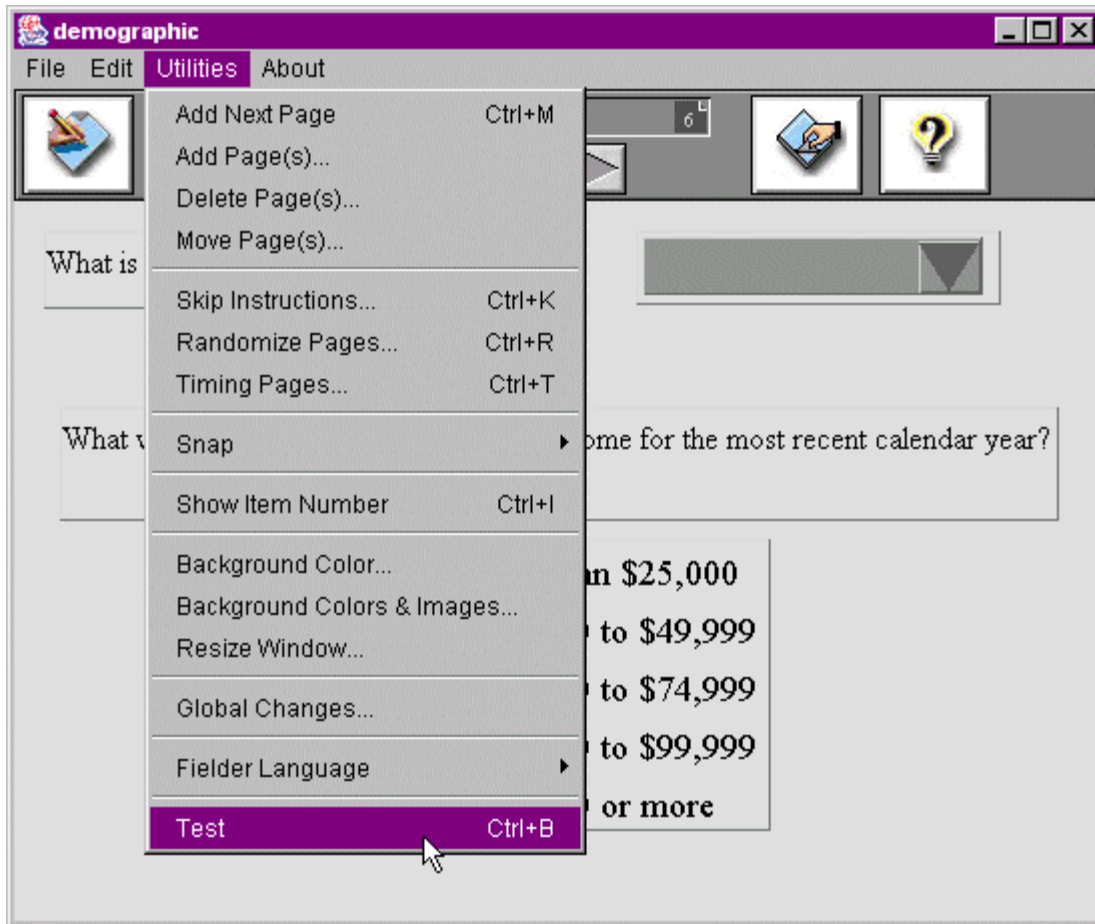 demographic
File Edit Utilities About
6
Add Next Page Ctrl+M
Add Page(s)...
Delete Page(s)...
Move Page(s)...
What is
Skip Instructions... Ctrl+K
Randomize Pages... Ctrl+R
Timing Pages... Ctrl+T
Snap
What
ome for the most recent calendar year?
Show Item Number Ctrl+I
Background Color...
Background Colors & Images...
Resize Window...
Global Changes...
Fielder Language
Test Ctrl+B
an $25,000
to $49,999
to $74,999
to $99,999
or more